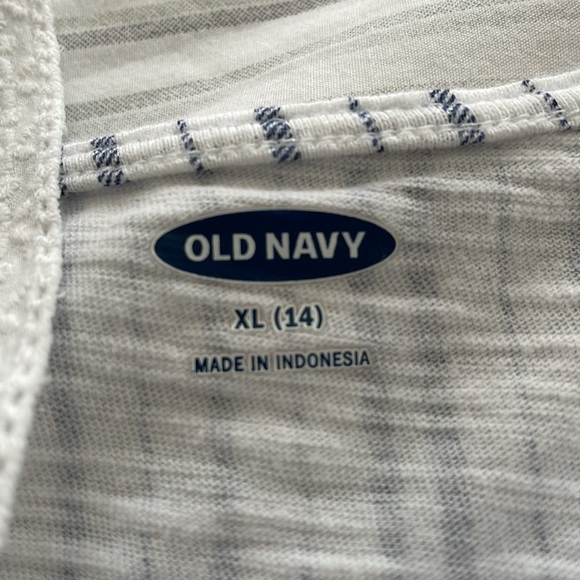 OLD NAVY
XL (14)
MADE IN INDONESIA